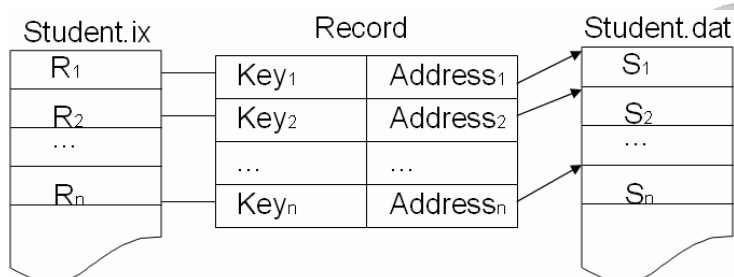 Student.ix Record Student.dat
R₁ Key₁ Address₁ S₁
R₂ Key₂ Address₂ S₂
... ... ... ...
Rₙ Keyₙ Addressₙ Sₙ